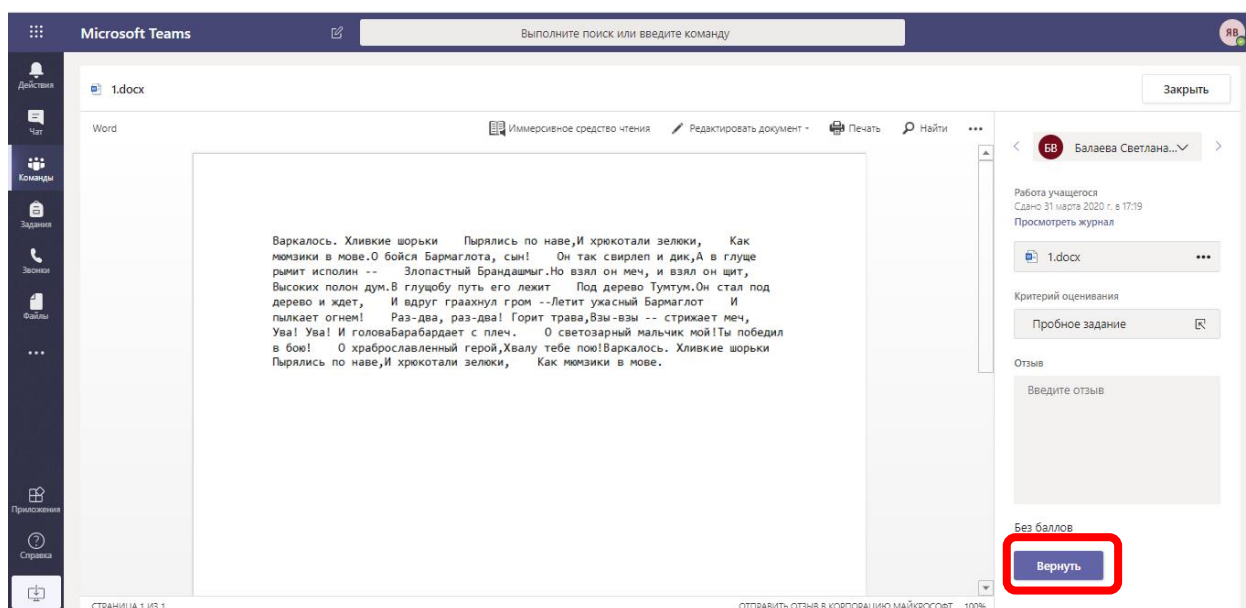 Microsoft Teams
Выполните поиск или введите команду
ЯВ
Действия
Чат
Команды
Задания
Звонки
Файлы
Приложения
Справка
1.docx
Закрыть
Word
Иммерсивное средство чтения
Редактировать документ
Печать
Найти
Варкалось. Хливкие шорьки Пырялись по наве,И хрюкотали зелюки, Как
мюмзики в мове.О бойся Бармаглота, сын! Он так свирлеп и дик,А в глуще
рымит исполин -- Злопастный Брандашмыг.Но взял он меч, и взял он щит,
Высоких полон дум.В глущобу путь его лежит Под дерево Тумтум.Он стал под
дерево и ждет, И вдруг граахнул гром --Летит ужасный Бармаглот И
пылкает огнем! Раз-два, раз-два! Горит трава,Взы-взы -- стрижает меч,
Ува! Ува! И головаБарабардает с плеч. О светозарный мальчик мой!Ты победил
в бою! О храброславленный герой,Хвалу тебе пою!Варкалось. Хливкие шорьки
Пырялись по наве,И хрюкотали зелюки, Как мюмзики в мове.
СТРАНИЦА 1 ИЗ 1
ОТПРАВИТЬ ОТЗЫВ В КОРПОРАЦИЮ МАЙКРОСОФТ 100%
БВ
Балаева Светлана...
Работа учащегося
Сдано 31 марта 2020 г. в 17:19
Просмотреть журнал
1.docx
Критерий оценивания
Пробное задание
Отзыв
Введите отзыв
Без баллов
Вернуть